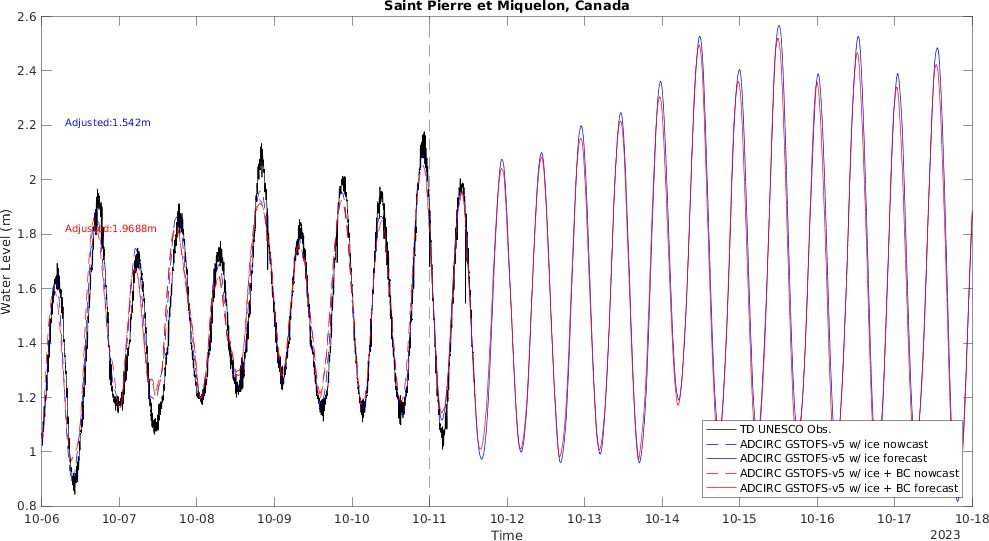 Saint Pierre et Miquelon, Canada
2.6
2.4
2.2
2
1.8
1.6
1.4
1.2
1
0.8
Water Level (m)
Adjusted:1.542m
Adjusted:1.9688m
TD UNESCO Obs.
ADCIRC GSTOFS-v5 w/ ice nowcast
ADCIRC GSTOFS-v5 w/ ice forecast
ADCIRC GSTOFS-v5 w/ ice + BC nowcast
ADCIRC GSTOFS-v5 w/ ice + BC forecast
10-06 10-07 10-08 10-09 10-10 10-11 10-12 10-13 10-14 10-15 10-16 10-17 10-18
Time
2023